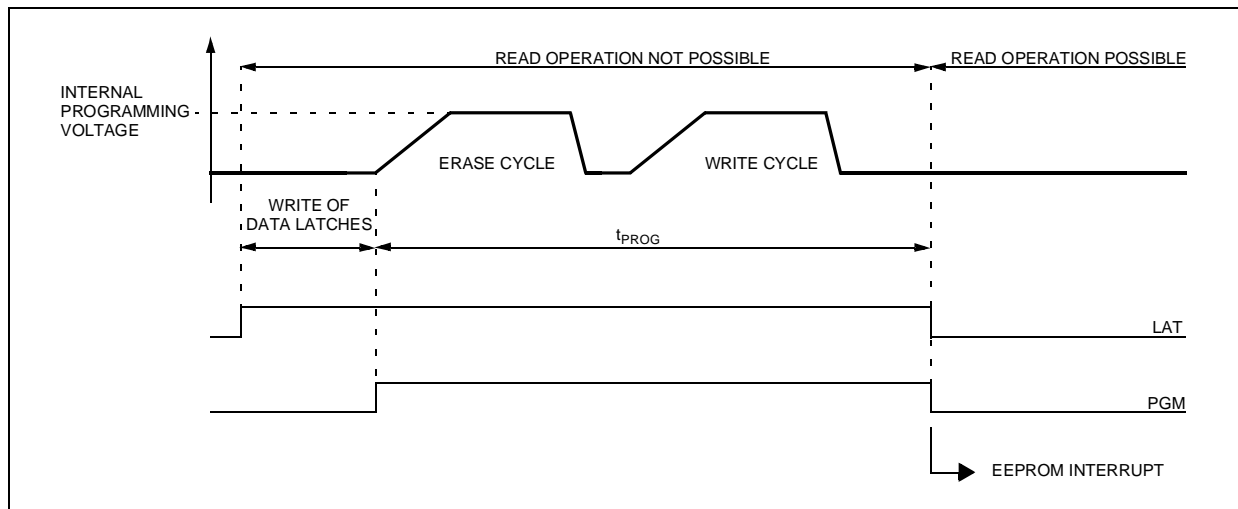 READ OPERATION NOT POSSIBLE
READ OPERATION POSSIBLE
INTERNAL
PROGRAMMING
VOLTAGE
ERASE CYCLE
WRITE CYCLE
WRITE OF
DATA LATCHES
tPROG
LAT
PGM
EEPROM INTERRUPT